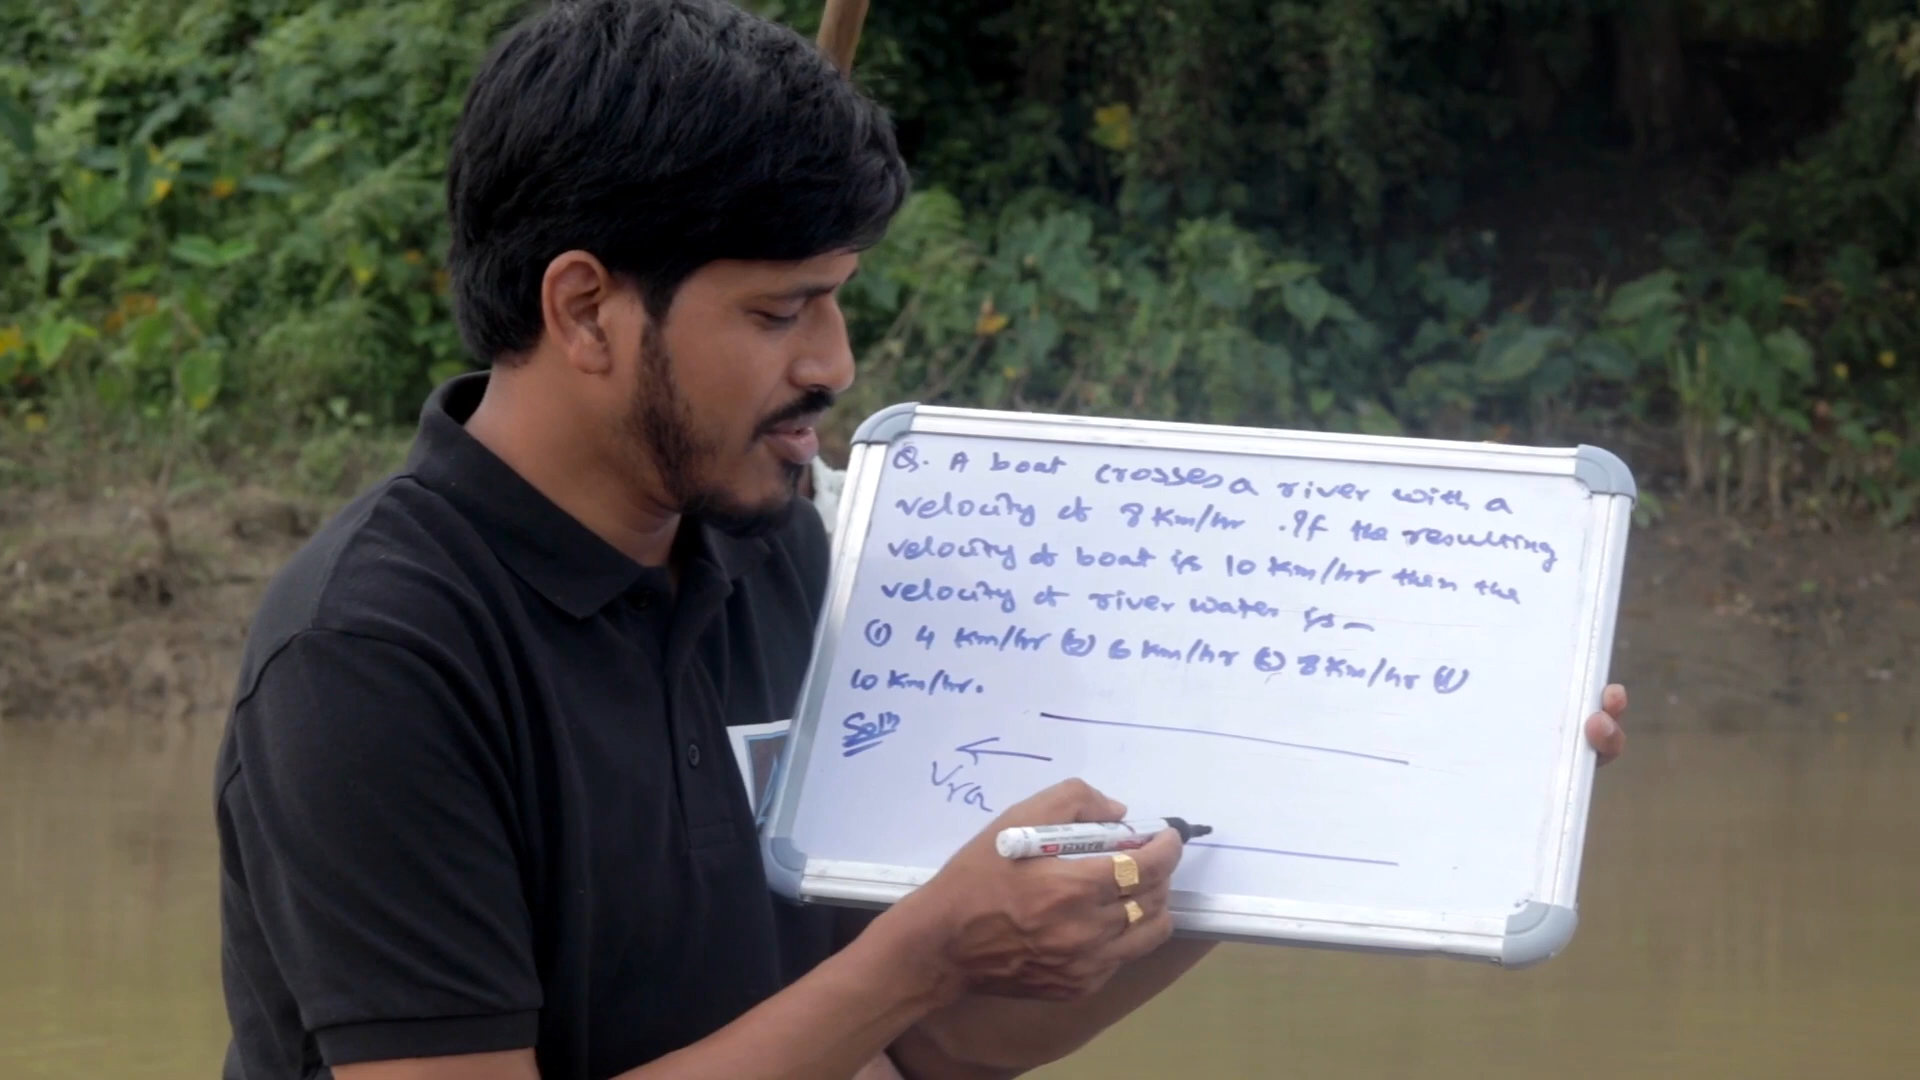 Q. A boat crosses a river with a
velocity of 8 Km/hr. If the resulting
velocity of boat is 10 Km/hr then the
velocity of river water is -
(1) 4 Km/hr (2) 6 Km/hr (3) 8 Km/hr (4)
10 Km/hr.
Solⁿ
VrG